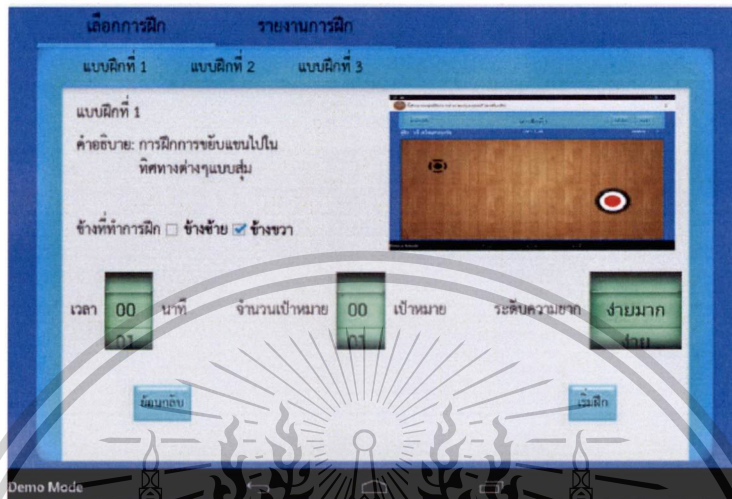 เลือกการฝึก รายงานการฝึก
แบบฝึกที่ 1 แบบฝึกที่ 2 แบบฝึกที่ 3
แบบฝึกที่ 1
คำอธิบาย: การฝึกการขยับแขนไปใน
ทิศทางต่างๆแบบสุ่ม
ข้างที่ทำการฝึก ข้างซ้าย ข้างขวา
เวลา 00 นาที จำนวนเป้าหมาย 00 เป้าหมาย ระดับความยาก ง่ายมาก
01 01 ง่าย
ย้อนกลับ เริ่มฝึก
Demo Mode